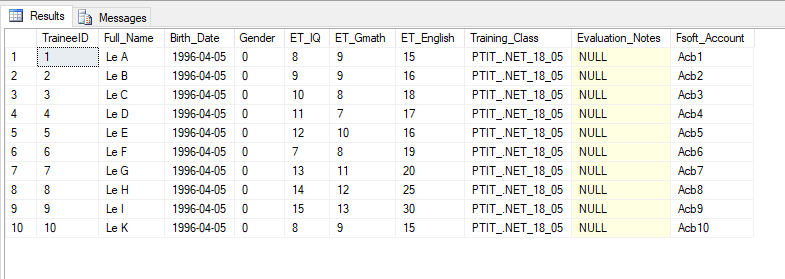 Results Messages
TraineeID Full_Name Birth_Date Gender ET_IQ ET_Gmath ET_English Training_Class Evaluation_Notes Fsoft_Account
1 1 Le A 1996-04-05 0 8 9 15 PTIT_.NET_18_05 NULL Acb1
2 2 Le B 1996-04-05 0 9 9 16 PTIT_.NET_18_05 NULL Acb2
3 3 Le C 1996-04-05 0 10 8 18 PTIT_.NET_18_05 NULL Acb3
4 4 Le D 1996-04-05 0 11 7 17 PTIT_.NET_18_05 NULL Acb4
5 5 Le E 1996-04-05 0 12 10 16 PTIT_.NET_18_05 NULL Acb5
6 6 Le F 1996-04-05 0 7 8 19 PTIT_.NET_18_05 NULL Acb6
7 7 Le G 1996-04-05 0 13 11 20 PTIT_.NET_18_05 NULL Acb7
8 8 Le H 1996-04-05 0 14 12 25 PTIT_.NET_18_05 NULL Acb8
9 9 Le I 1996-04-05 0 15 13 30 PTIT_.NET_18_05 NULL Acb9
10 10 Le K 1996-04-05 0 8 9 15 PTIT_.NET_18_05 NULL Acb10